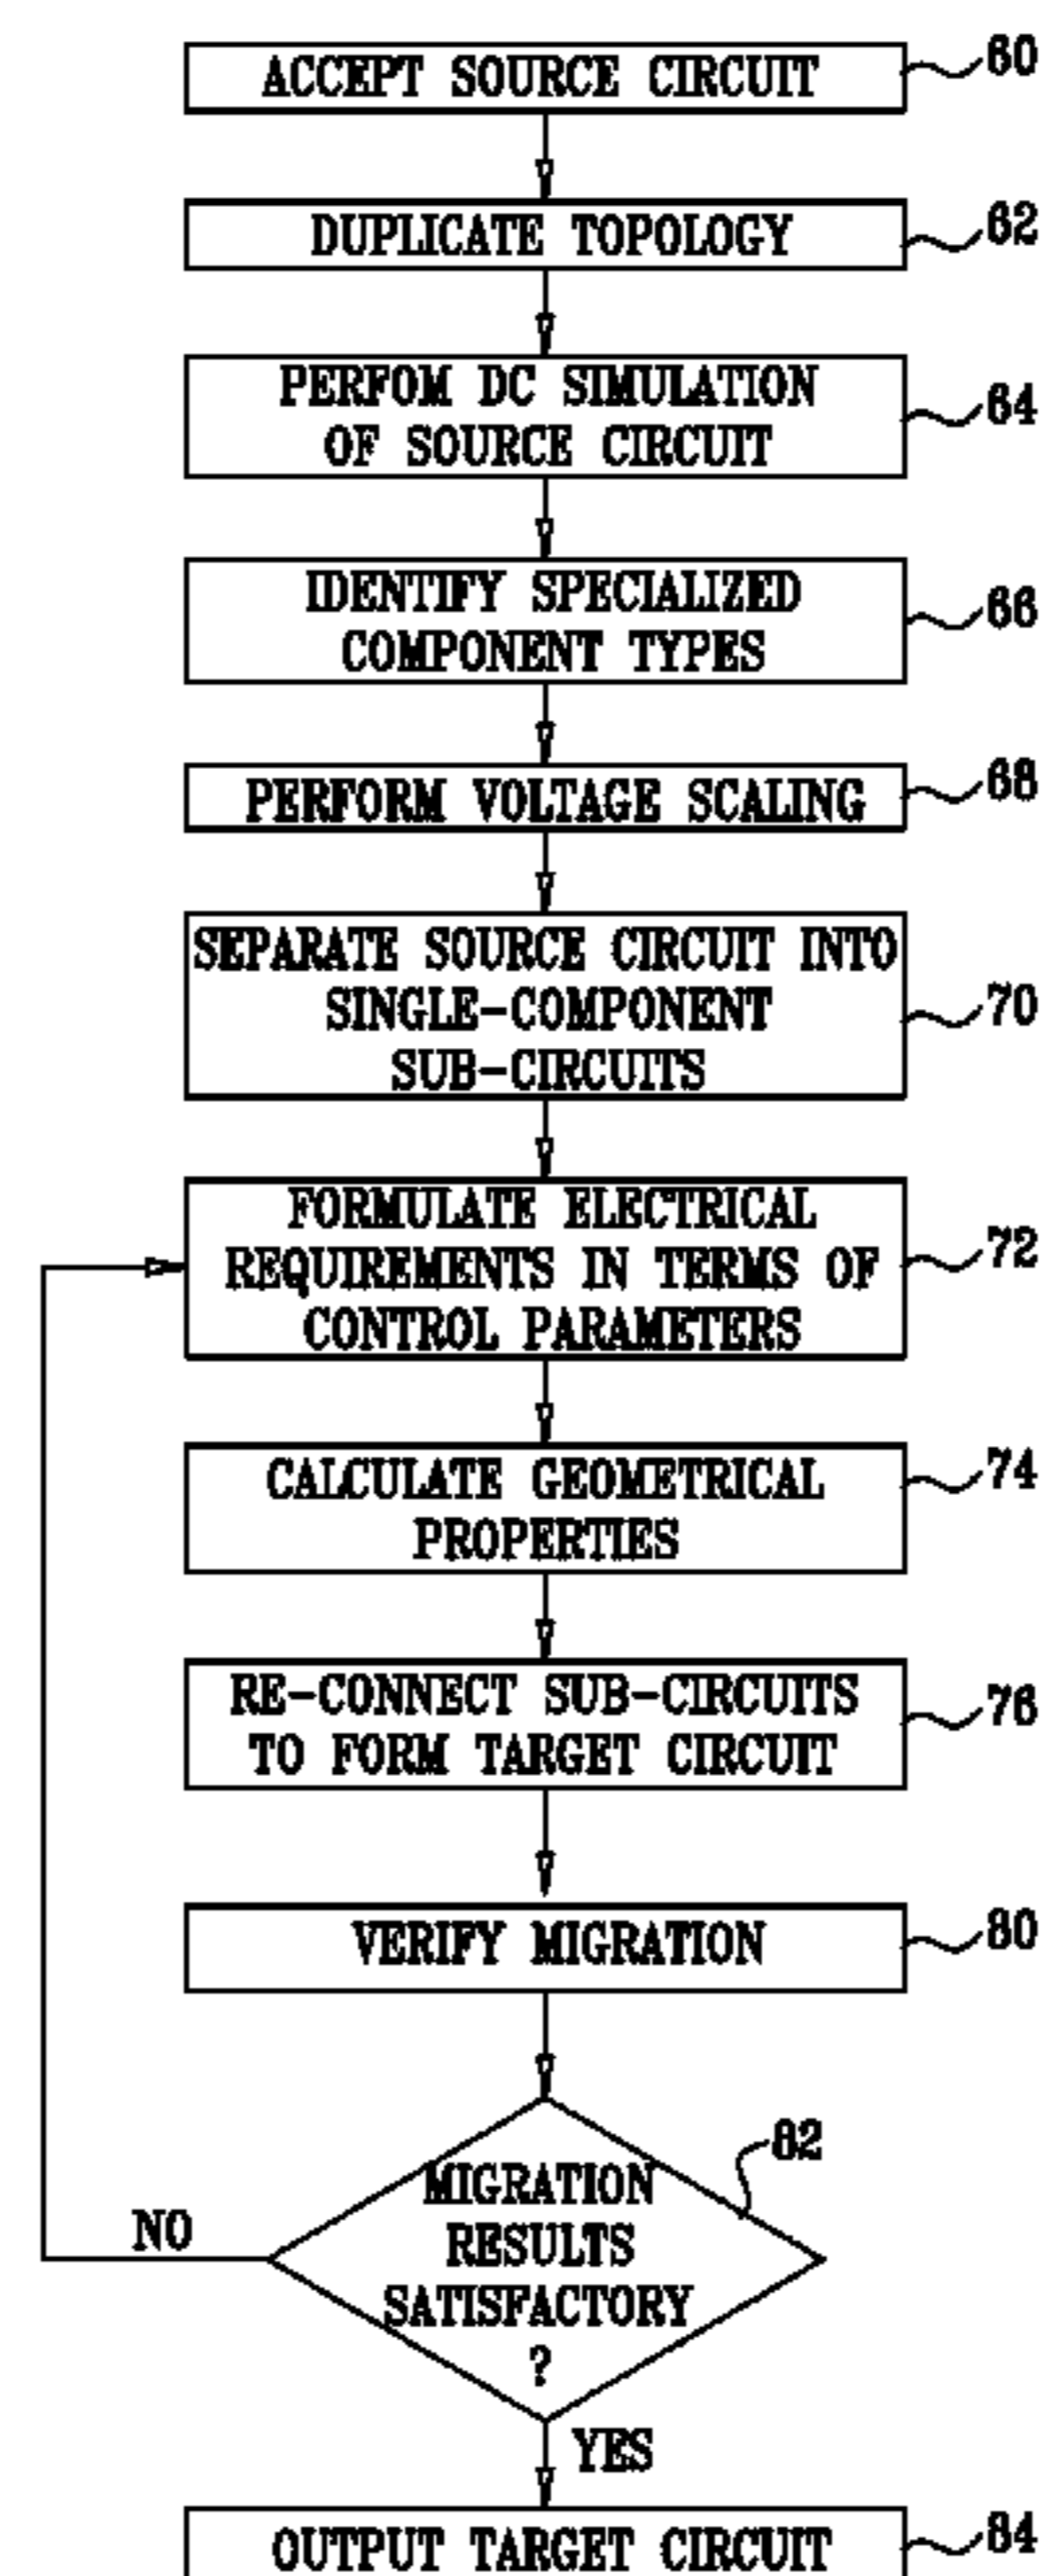 ACCEPT SOURCE CIRCUIT
60
DUPLICATE TOPOLOGY
62
PERFOM DC SIMULATION
OF SOURCE CIRCUIT
64
IDENTIFY SPECIALIZED
COMPONENT TYPES
66
PERFORM VOLTAGE SCALING
68
SEPARATE SOURCE CIRCUIT INTO
SINGLE-COMPONENT
SUB-CIRCUITS
70
FORMULATE ELECTRICAL
REQUIREMENTS IN TERMS OF
CONTROL PARAMETERS
72
CALCULATE GEOMETRICAL
PROPERTIES
74
RE-CONNECT SUB-CIRCUITS
TO FORM TARGET CIRCUIT
76
VERIFY MIGRATION
80
82
MIGRATION
RESULTS
SATISFACTORY
?
NO
YES
OUTPUT TARGET CIRCUIT
84